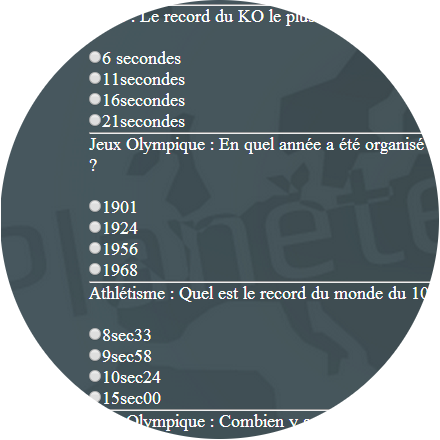 : Le record du KO le plus
6 secondes
11secondes
16secondes
21secondes
Jeux Olympique : En quel année a été organisé
?
1901
1924
1956
1968
Athlétisme : Quel est le record du monde du 10
8sec33
9sec58
10sec24
15sec00
Olympique : Combien y
Planète